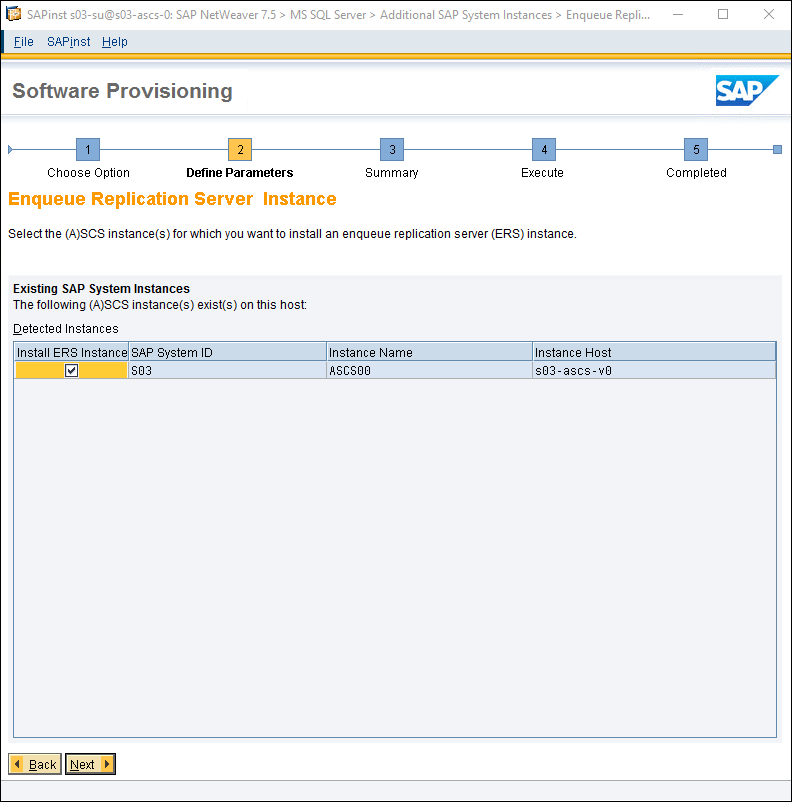 SAPinst s03-su@s03-ascs-0: SAP NetWeaver 7.5 > MS SQL Server > Additional SAP System Instances > Enqueue Repli...
File SAPinst Help
Software Provisioning
SAP
1 2 3 4 5
Choose Option Define Parameters Summary Execute Completed
Enqueue Replication Server Instance
Select the (A)SCS instance(s) for which you want to install an enqueue replication server (ERS) instance.
Existing SAP System Instances
The following (A)SCS instance(s) exist(s) on this host:
Detected Instances
Install ERS Instance SAP System ID Instance Name Instance Host
S03 ASCS00 s03-ascs-v0
Back Next